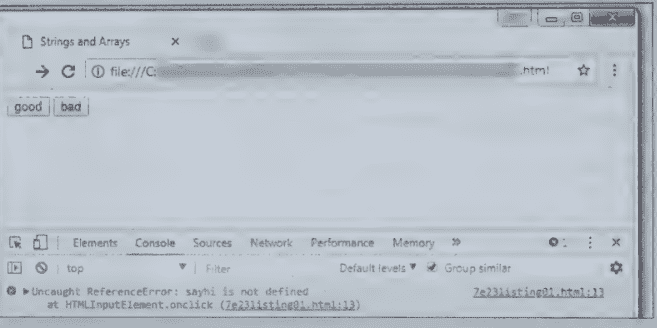 Strings and Arrays ×
file:///C: .html
good bad
Elements Console Sources Network Performance Memory »
top Filter Default levels ▼ Group similar
▶Uncaught ReferenceError: sayhi is not defined 7e23listing01.html:13
at HTMLInputElement.onclick (7e23listing01.html:13)